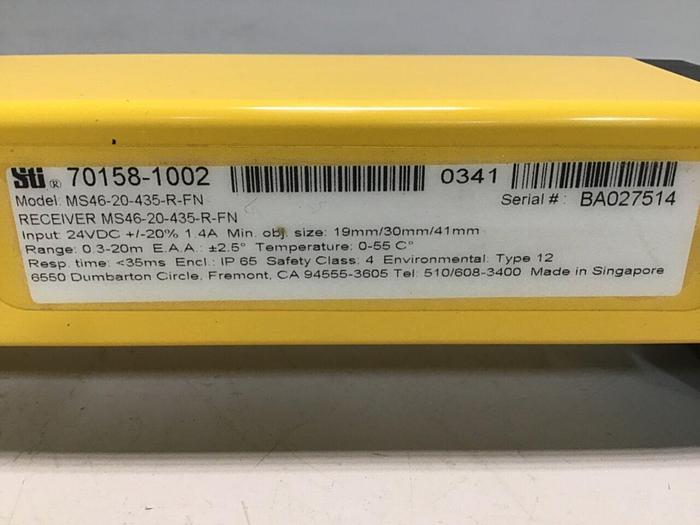 STI ® 70158-1002 0341
Model: MS46-20-435-R-FN Serial # : BA027514
RECEIVER MS46-20-435-R-FN
Input: 24VDC +/-20% 1.4A Min. obj. size: 19mm/30mm/41mm
Range: 0.3-20m E.A.A.: ±2.5° Temperature: 0-55 C°
Resp. time: <35ms Encl.: IP 65 Safety Class: 4 Environmental: Type 12
6550 Dumbarton Circle, Fremont, CA 94555-3605 Tel: 510/608-3400 Made in Singapore